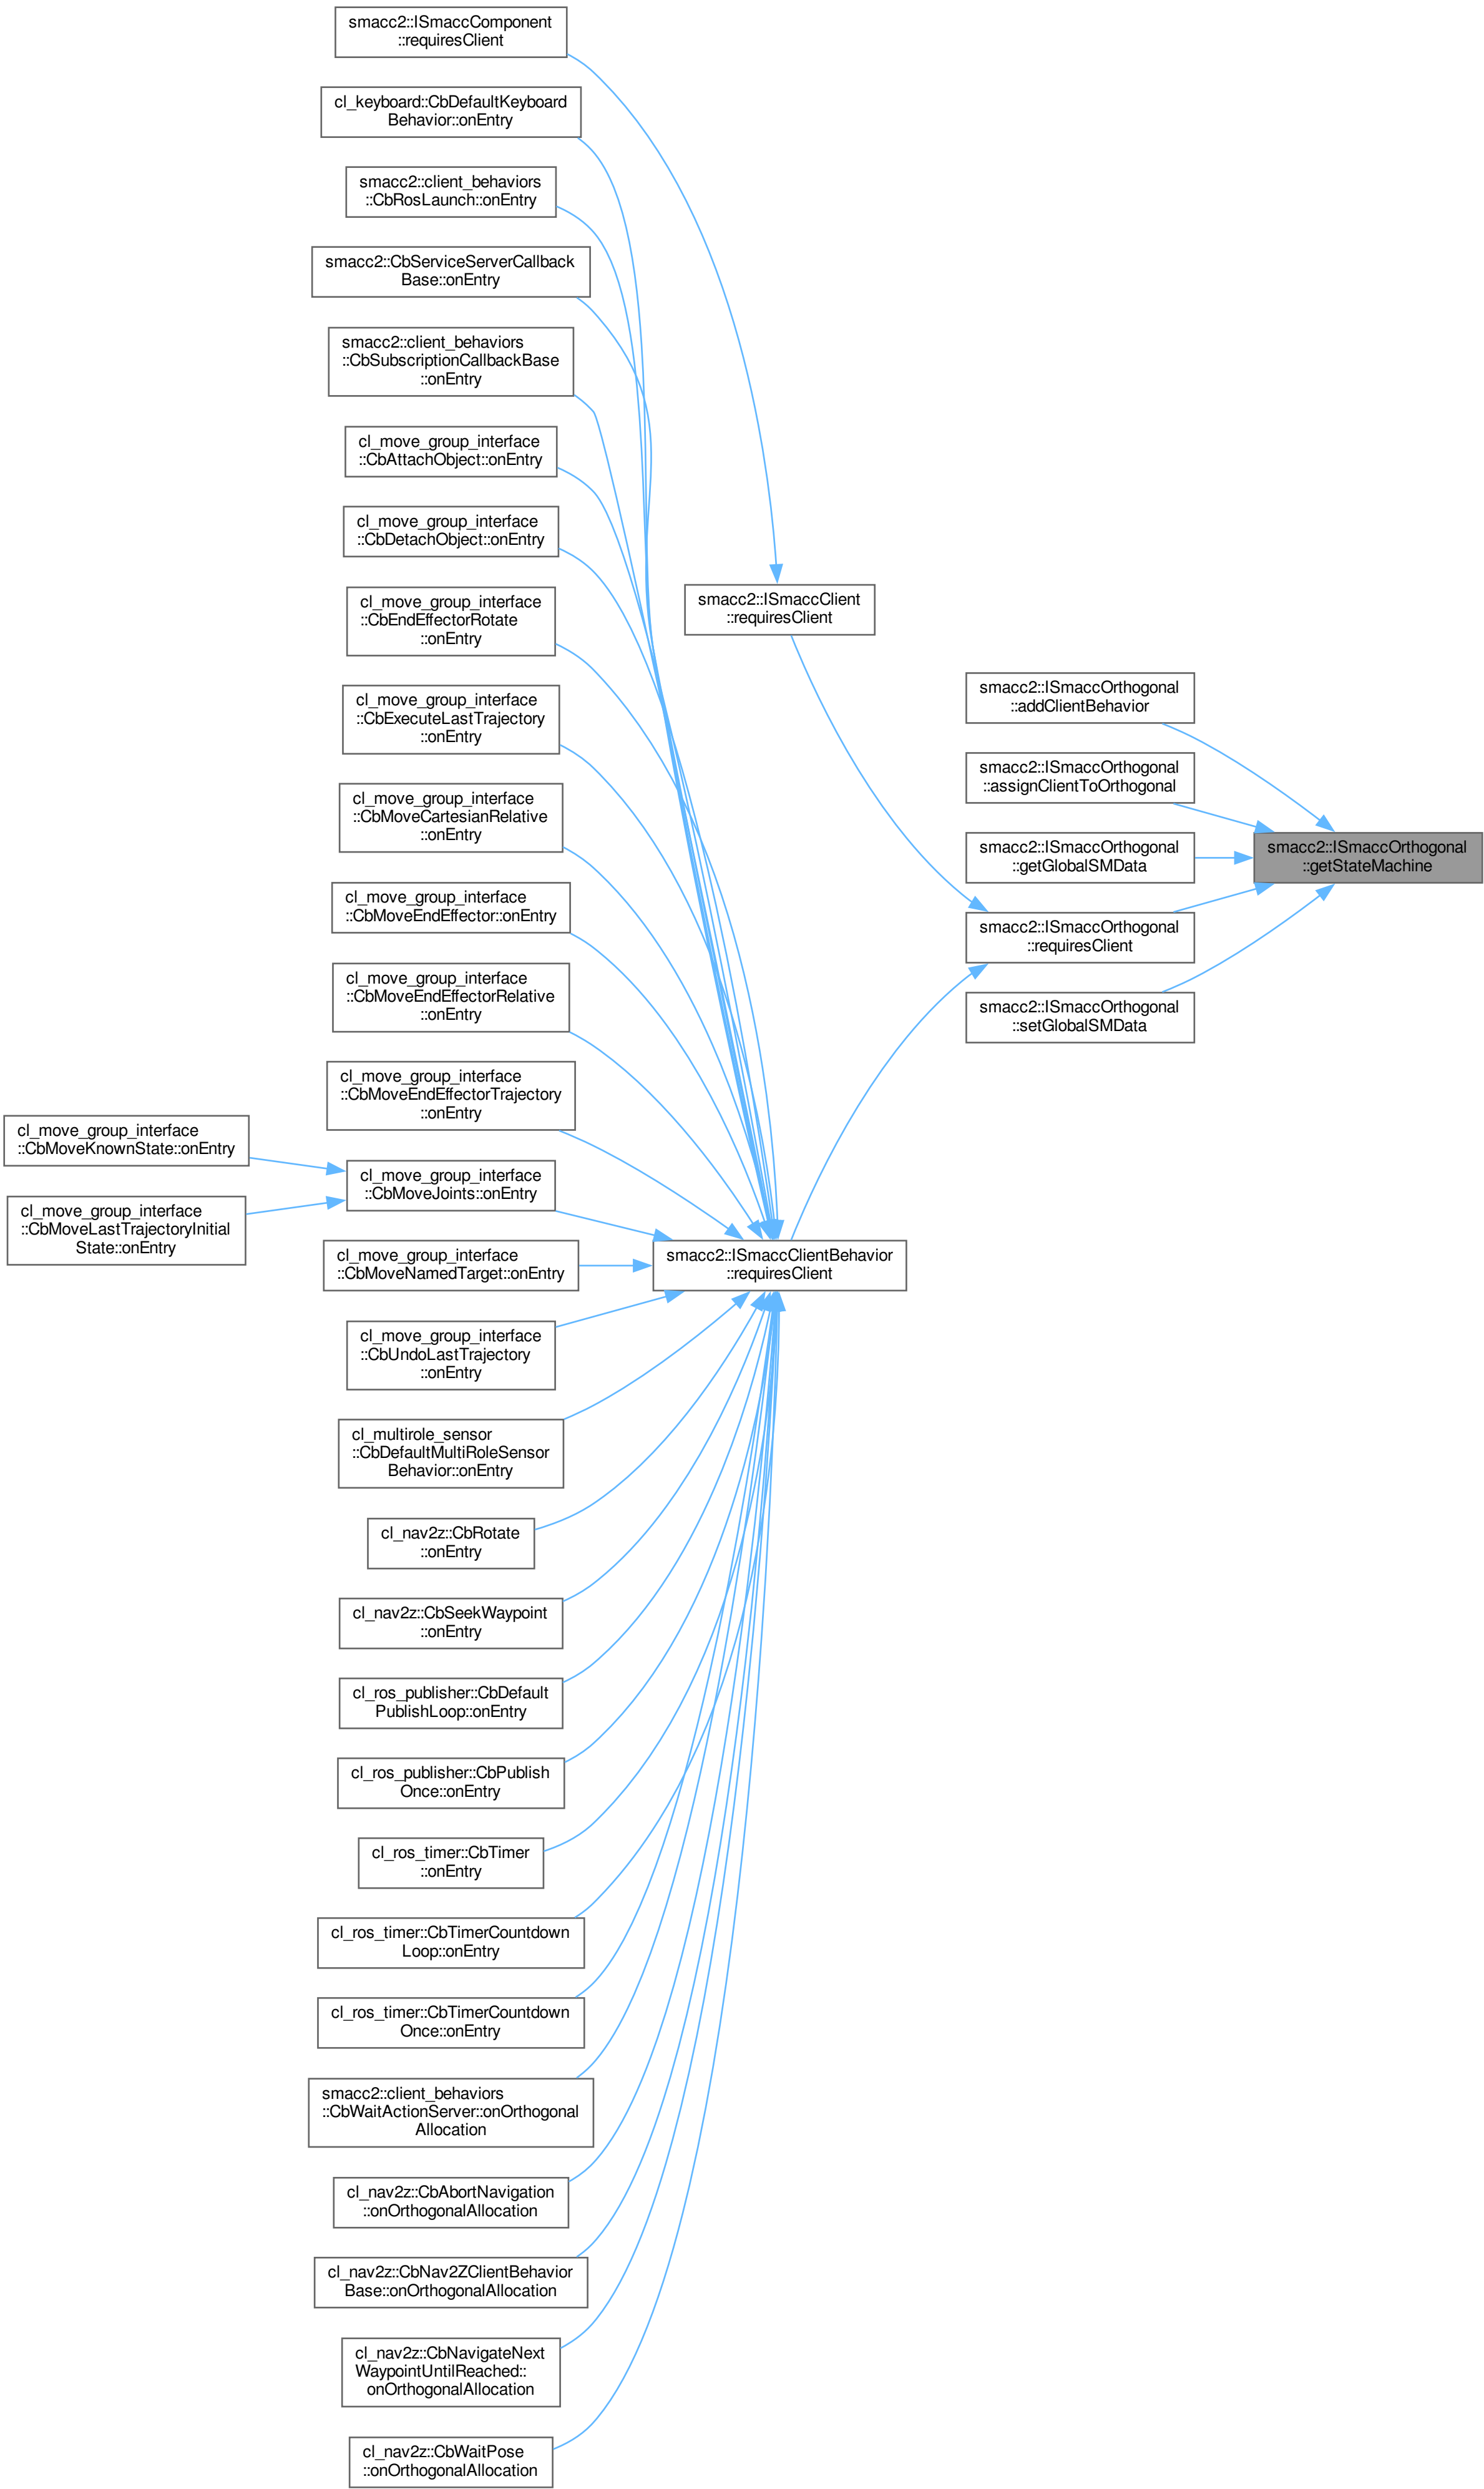 smacc2::ISmaccComponent
::requiresClient
cl_keyboard::CbDefaultKeyboard
Behavior::onEntry
smacc2::client_behaviors
::CbRosLaunch::onEntry
smacc2::CbServiceServerCallback
Base::onEntry
smacc2::client_behaviors
::CbSubscriptionCallbackBase
::onEntry
cl_move_group_interface
::CbAttachObject::onEntry
cl_move_group_interface
::CbDetachObject::onEntry
cl_move_group_interface
::CbEndEffectorRotate
::onEntry
cl_move_group_interface
::CbExecuteLastTrajectory
::onEntry
cl_move_group_interface
::CbMoveCartesianRelative
::onEntry
cl_move_group_interface
::CbMoveEndEffector::onEntry
cl_move_group_interface
::CbMoveEndEffectorRelative
::onEntry
cl_move_group_interface
::CbMoveEndEffectorTrajectory
::onEntry
cl_move_group_interface
::CbMoveKnownState::onEntry
cl_move_group_interface
::CbMoveLastTrajectoryInitial
State::onEntry
cl_move_group_interface
::CbMoveJoints::onEntry
cl_move_group_interface
::CbMoveNamedTarget::onEntry
cl_move_group_interface
::CbUndoLastTrajectory
::onEntry
cl_multirole_sensor
::CbDefaultMultiRoleSensor
Behavior::onEntry
cl_nav2z::CbRotate
::onEntry
cl_nav2z::CbSeekWaypoint
::onEntry
cl_ros_publisher::CbDefault
PublishLoop::onEntry
cl_ros_publisher::CbPublish
Once::onEntry
cl_ros_timer::CbTimer
::onEntry
cl_ros_timer::CbTimerCountdown
Loop::onEntry
cl_ros_timer::CbTimerCountdown
Once::onEntry
smacc2::client_behaviors
::CbWaitActionServer::onOrthogonal
Allocation
cl_nav2z::CbAbortNavigation
::onOrthogonalAllocation
cl_nav2z::CbNav2ZClientBehavior
Base::onOrthogonalAllocation
cl_nav2z::CbNavigateNext
WaypointUntilReached::
onOrthogonalAllocation
cl_nav2z::CbWaitPose
::onOrthogonalAllocation
smacc2::ISmaccClient
::requiresClient
smacc2::ISmaccClientBehavior
::requiresClient
smacc2::ISmaccOrthogonal
::addClientBehavior
smacc2::ISmaccOrthogonal
::assignClientToOrthogonal
smacc2::ISmaccOrthogonal
::getGlobalSMData
smacc2::ISmaccOrthogonal
::requiresClient
smacc2::ISmaccOrthogonal
::setGlobalSMData
smacc2::ISmaccOrthogonal
::getStateMachine